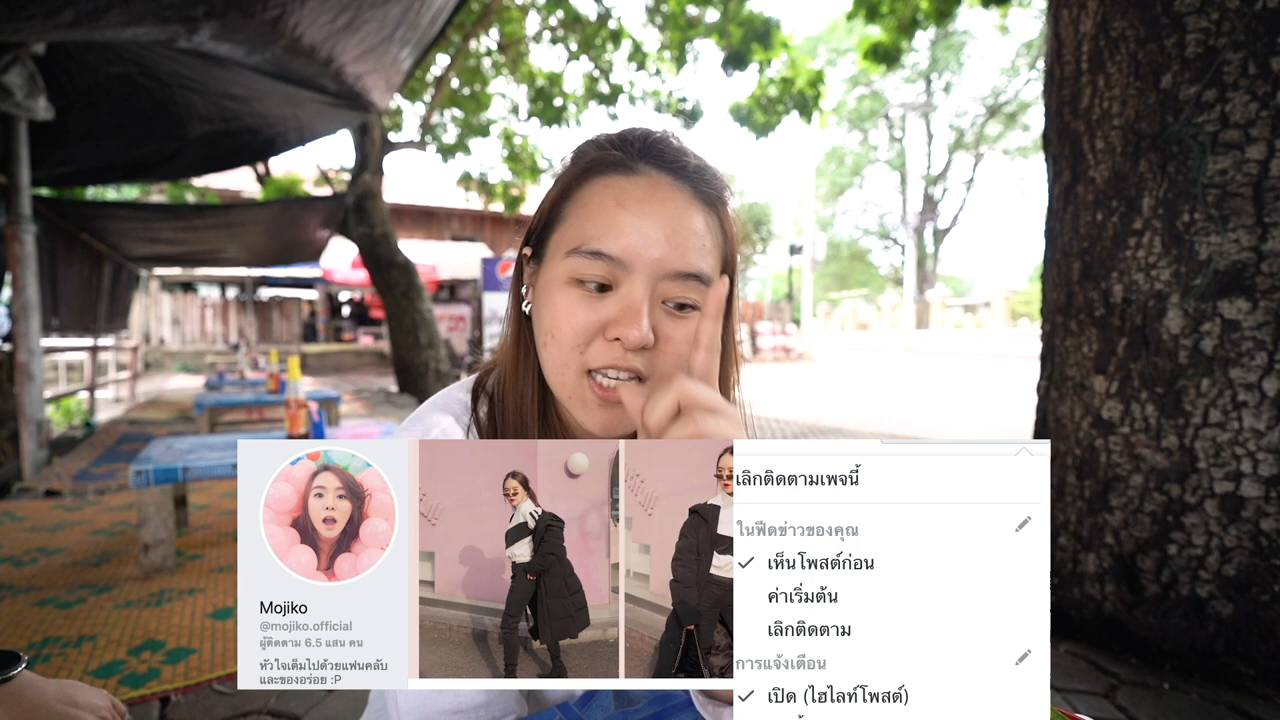 Mojiko
@mojiko.official
ผู้ติดตาม 6.5 แสน คน
หัวใจเต็มไปด้วยแฟนคลับ
และของอร่อย :P
เลิกติดตามเพจนี้
ในฟีดข่าวของคุณ
เห็นโพสต์ก่อน
ค่าเริ่มต้น
เลิกติดตาม
การแจ้งเตือน
เปิด (ไฮไลท์โพสต์)